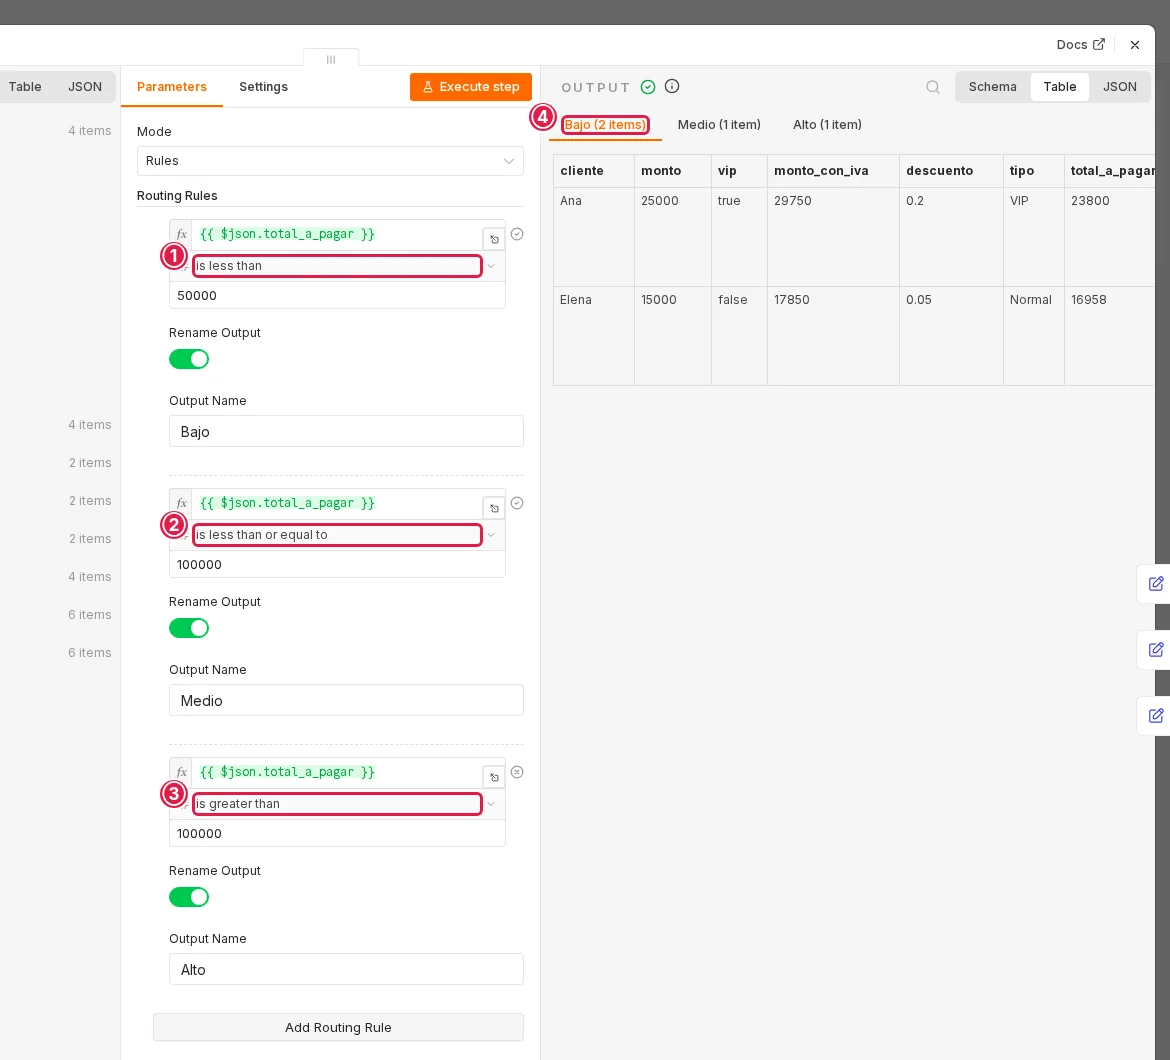 Docs
Table JSON
Parameters Settings Execute step
OUTPUT
Schema Table JSON
4 items
Mode
Rules
Routing Rules
4 Bajo (2 items) Medio (1 item) Alto (1 item)
cliente monto vip monto_con_iva descuento tipo total_a_pagar
Ana 25000 true 29750 0.2 VIP 23800
Elena 15000 false 17850 0.05 Normal 16958
fx {{ $json.total_a_pagar }}
1 is less than
50000
Rename Output
Output Name
Bajo
4 items
2 items
2 items
2 items
4 items
6 items
6 items
fx {{ $json.total_a_pagar }}
2 is less than or equal to
100000
Rename Output
Output Name
Medio
fx {{ $json.total_a_pagar }}
3 is greater than
100000
Rename Output
Output Name
Alto
Add Routing Rule